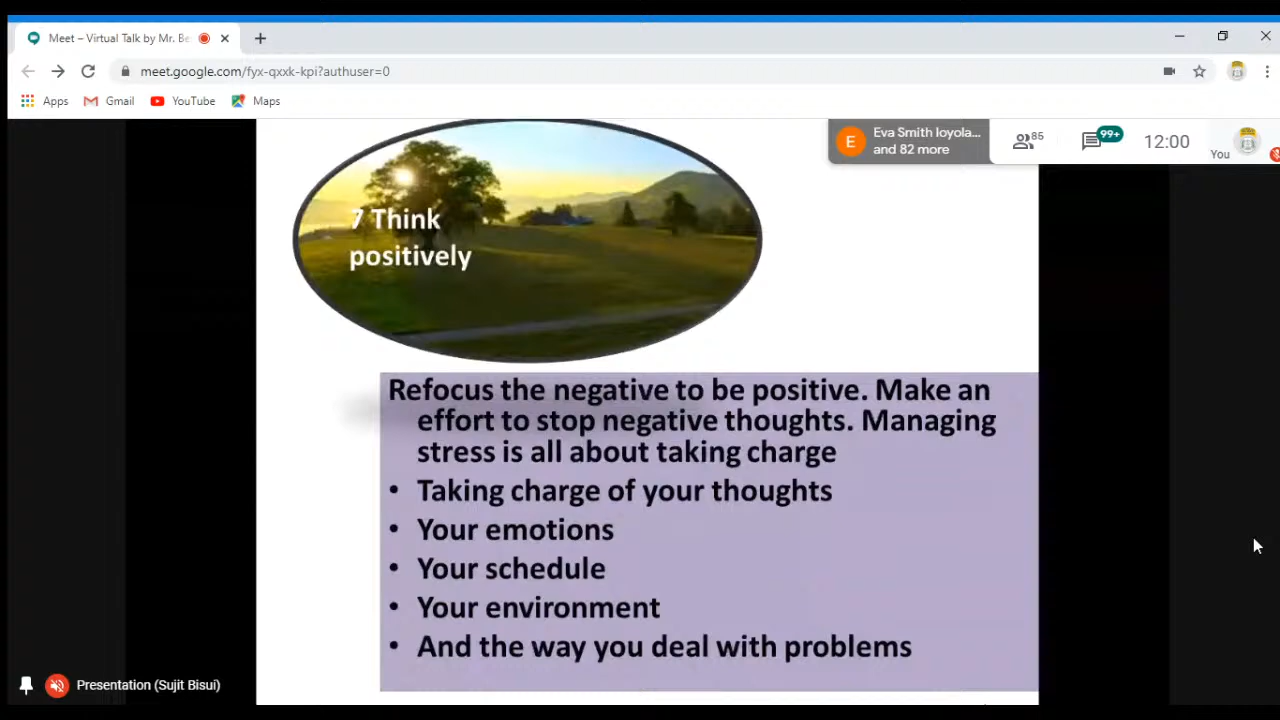 Meet – Virtual Talk by Mr. Be
meet.google.com/fyx-qxxk-kpi?authuser=0
Apps Gmail YouTube Maps
E Eva Smith loyola...
and 82 more
85
99+
12:00
You
7 Think
positively
Refocus the negative to be positive. Make an
effort to stop negative thoughts. Managing
stress is all about taking charge
• Taking charge of your thoughts
• Your emotions
• Your schedule
• Your environment
• And the way you deal with problems
Presentation (Sujit Bisui)